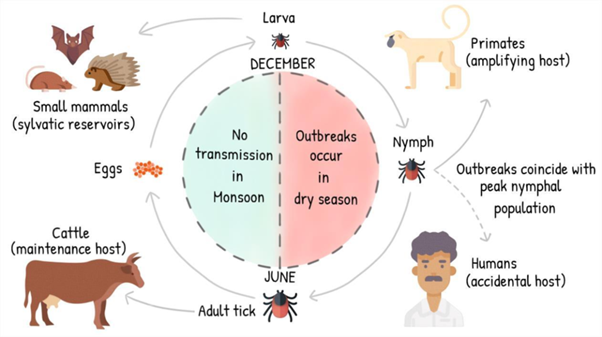 Larva
DECEMBER
Small mammals
(sylvatic reservoirs)
Primates
(amplifying host)
No
transmission
in
Monsoon
Outbreaks
occur
in
dry season
Nymph
Eggs
Outbreaks coincide with
peak nymphal
population
Cattle
(maintenance host)
JUNE
Adult tick
Humans
(accidental host)